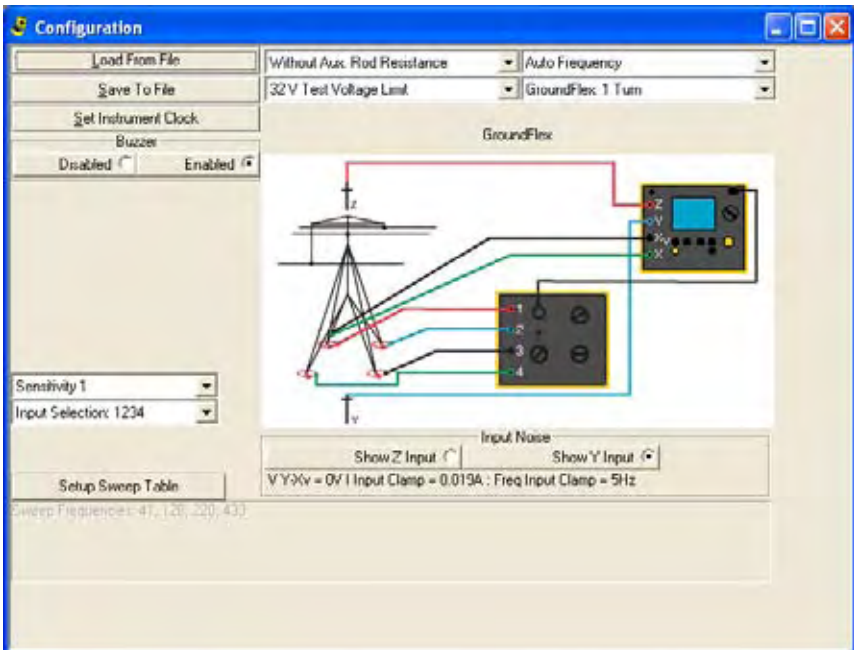 Configuration
Load From File
Without Aux. Rod Resistance
Auto Frequency
Save To File
32 V Test Voltage Limit
GroundFlex: 1 Turn
Set Instrument Clock
Buzzer
Disabled
Enabled
GroundFlex
Z
Z
Y
Xv
X
1
2
3
4
Y
Sensitivity 1
Input Selection: 1234
Input Noise
Show Z Input
Show Y Input
V Y-Xv = 0V I Input Clamp = 0.019A : Freq Input Clamp = 5Hz
Setup Sweep Table
Sweep Frequencies: 41, 128, 220, 433